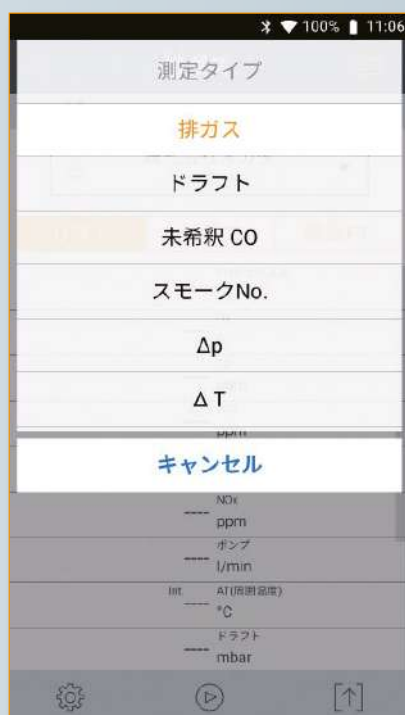 100% 11:06
測定タイプ
排ガス
ドラフト
未希釈 CO
スモークNo.
Δp
Δ T
ppm
キャンセル
NOx
---- ppm
ポンプ
---- l/min
Int. AT(周囲温度)
---- °C
ドラフト
---- mbar